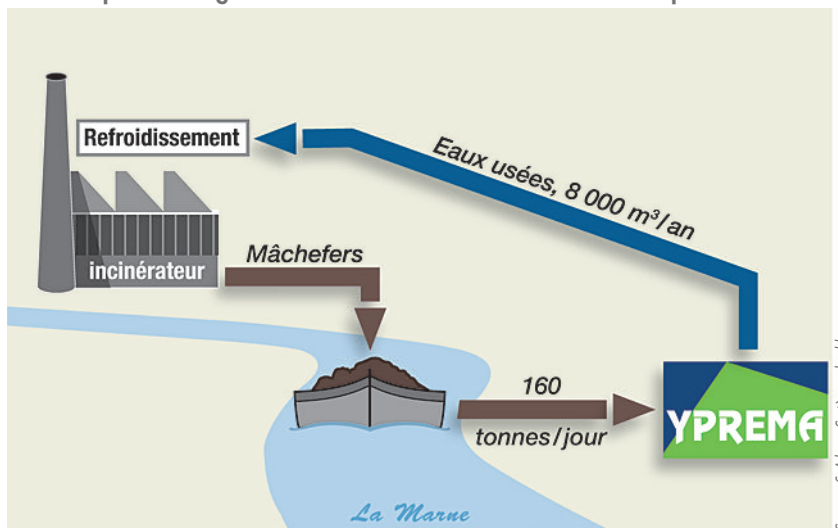 Refroidissement
Eaux usées, 8 000 m³/an
incinérateur
Mâchefers
160
tonnes/jour
YPREMA
La Marne